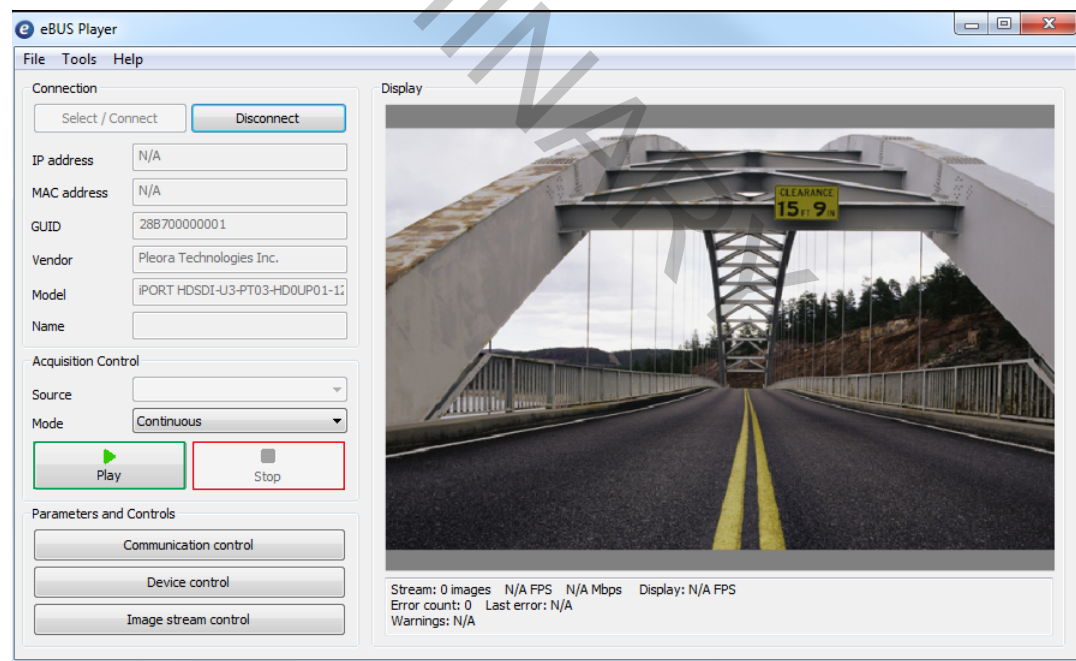 eBUS Player
File Tools Help
Connection
Select / Connect Disconnect
IP address N/A
MAC address N/A
GUID 28B700000001
Vendor Pleora Technologies Inc.
Model iPORT HDSDI-U3-PT03-HD0UP01-12
Name
Acquisition Control
Source
Mode Continuous
Play Stop
Parameters and Controls
Communication control
Device control
Image stream control
Display
CLEARANCE
15 FT 9 IN
Stream: 0 images N/A FPS N/A Mbps Display: N/A FPS
Error count: 0 Last error: N/A
Warnings: N/A